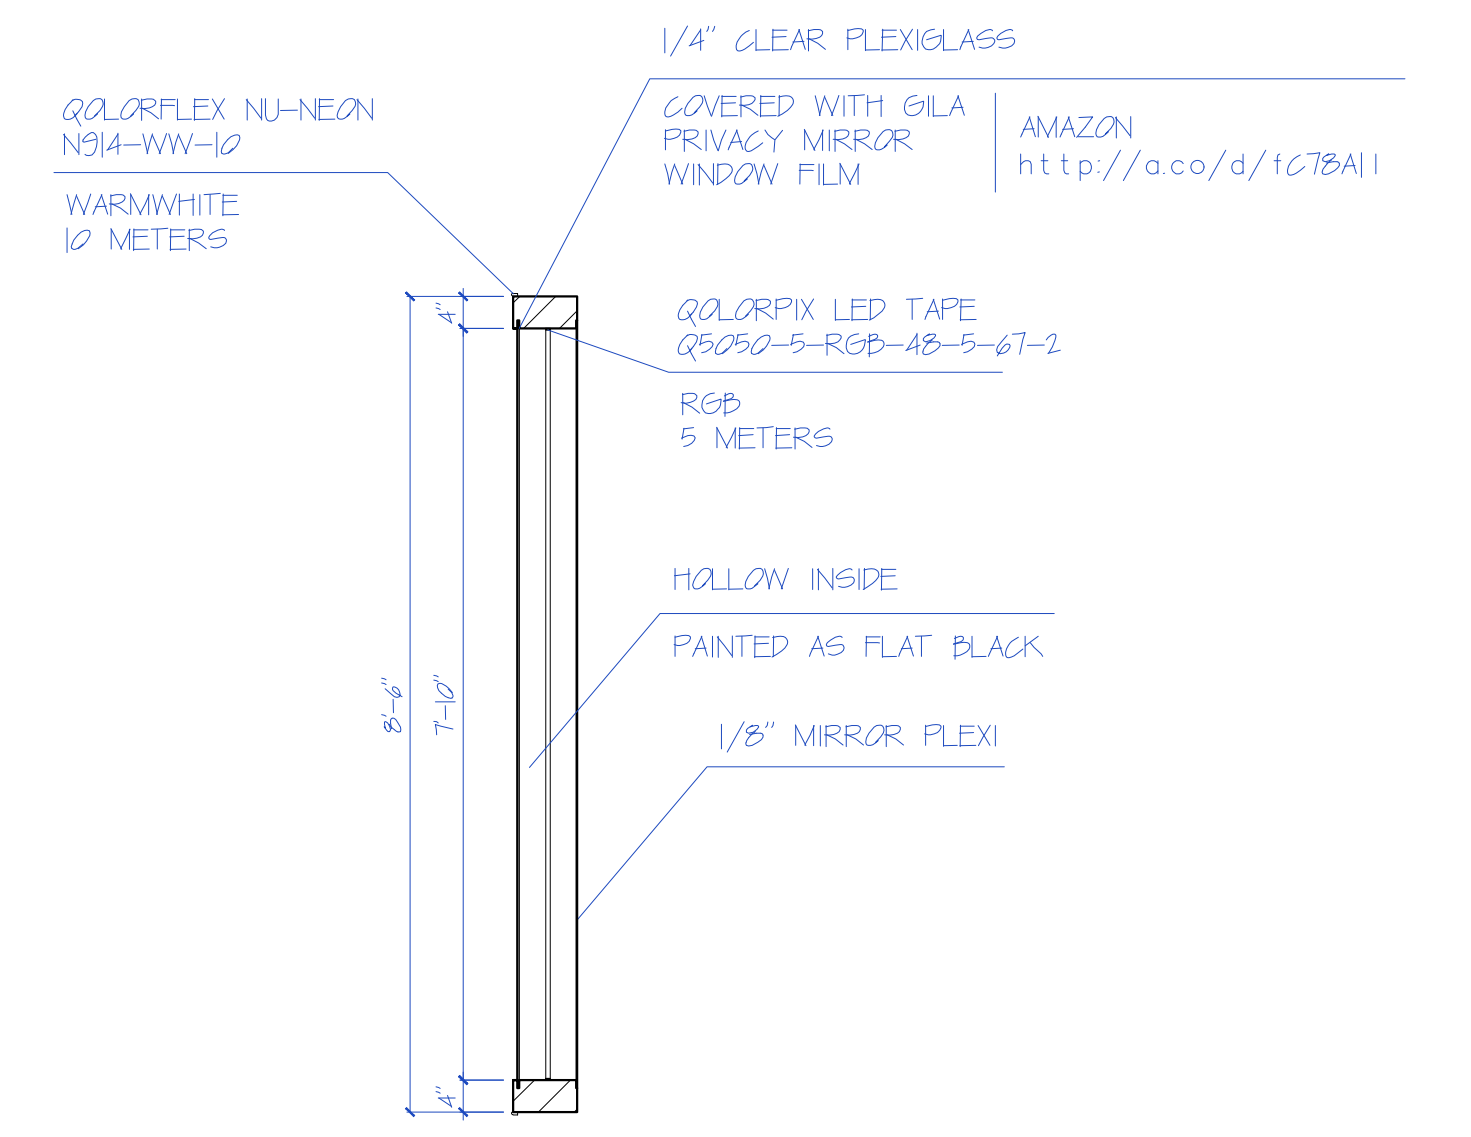 1/4" CLEAR PLEXIGLASS
COVERED WITH GILA
PRIVACY MIRROR
WINDOW FILM
AMAZON
http://a.co/d/fC78A11
QOLORFLEX NU-NEON
N914-WW-10
WARMWHITE
10 METERS
QOLORPIX LED TAPE
Q5050-5-RGB-48-5-67-2
RGB
5 METERS
4"
HOLLOW INSIDE
PAINTED AS FLAT BLACK
8'-6"
7'-10"
1/8" MIRROR PLEXI
4"